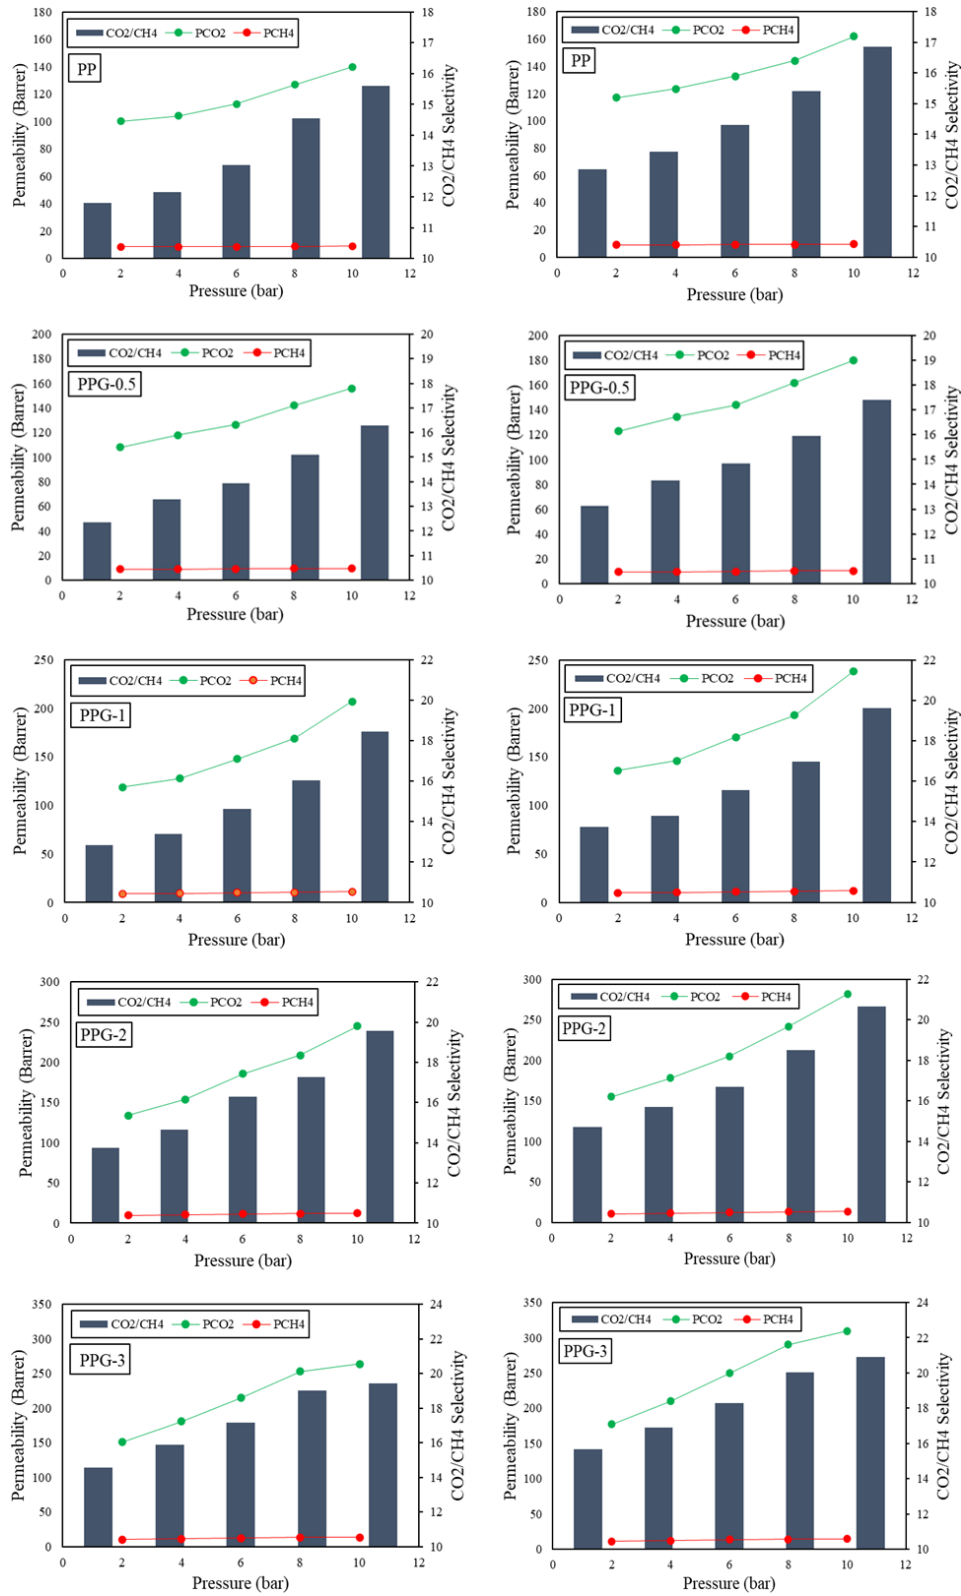 CO2/CH4 PCO2 PCH4
PP
Permeability (Barrer)
180
160
140
120
100
80
60
40
20
0
CO2/CH4 Selectivity
18
17
16
15
14
13
12
11
10
0 2 4 6 8 10 12
Pressure (bar)
CO2/CH4 PCO2 PCH4
PP
Permeability (Barrer)
180
160
140
120
100
80
60
40
20
0
CO2/CH4 Selectivity
18
17
16
15
14
13
12
11
10
0 2 4 6 8 10 12
Pressure (bar)
CO2/CH4 PCO2 PCH4
PPG-0.5
Permeability (Barrer)
200
180
160
140
120
100
80
60
40
20
0
CO2/CH4 Selectivity
20
19
18
17
16
15
14
13
12
11
10
0 2 4 6 8 10 12
Pressure (bar)
CO2/CH4 PCO2 PCH4
PPG-0.5
Permeability (Barrer)
200
180
160
140
120
100
80
60
40
20
0
CO2/CH4 Selectivity
20
19
18
17
16
15
14
13
12
11
10
0 2 4 6 8 10 12
Pressure (bar)
CO2/CH4 PCO2 PCH4
PPG-1
Permeability (Barrer)
250
200
150
100
50
0
CO2/CH4 Selectivity
22
20
18
16
14
12
10
0 2 4 6 8 10 12
Pressure (bar)
CO2/CH4 PCO2 PCH4
PPG-1
Permeability (Barrer)
250
200
150
100
50
0
CO2/CH4 Selectivity
22
20
18
16
14
12
10
0 2 4 6 8 10 12
Pressure (bar)
CO2/CH4 PCO2 PCH4
PPG-2
Permeability (Barrer)
300
250
200
150
100
50
0
CO2/CH4 Selectivity
22
20
18
16
14
12
10
0 2 4 6 8 10 12
Pressure (bar)
CO2/CH4 PCO2 PCH4
PPG-2
Permeability (Barrer)
300
250
200
150
100
50
0
CO2/CH4 Selectivity
22
20
18
16
14
12
10
0 2 4 6 8 10 12
Pressure (bar)
CO2/CH4 PCO2 PCH4
PPG-3
Permeability (Barrer)
350
300
250
200
150
100
50
0
CO2/CH4 Selectivity
24
22
20
18
16
14
12
10
0 2 4 6 8 10 12
Pressure (bar)
CO2/CH4 PCO2 PCH4
PPG-3
Permeability (Barrer)
350
300
250
200
150
100
50
0
CO2/CH4 Selectivity
24
22
20
18
16
14
12
10
0 2 4 6 8 10 12
Pressure (bar)